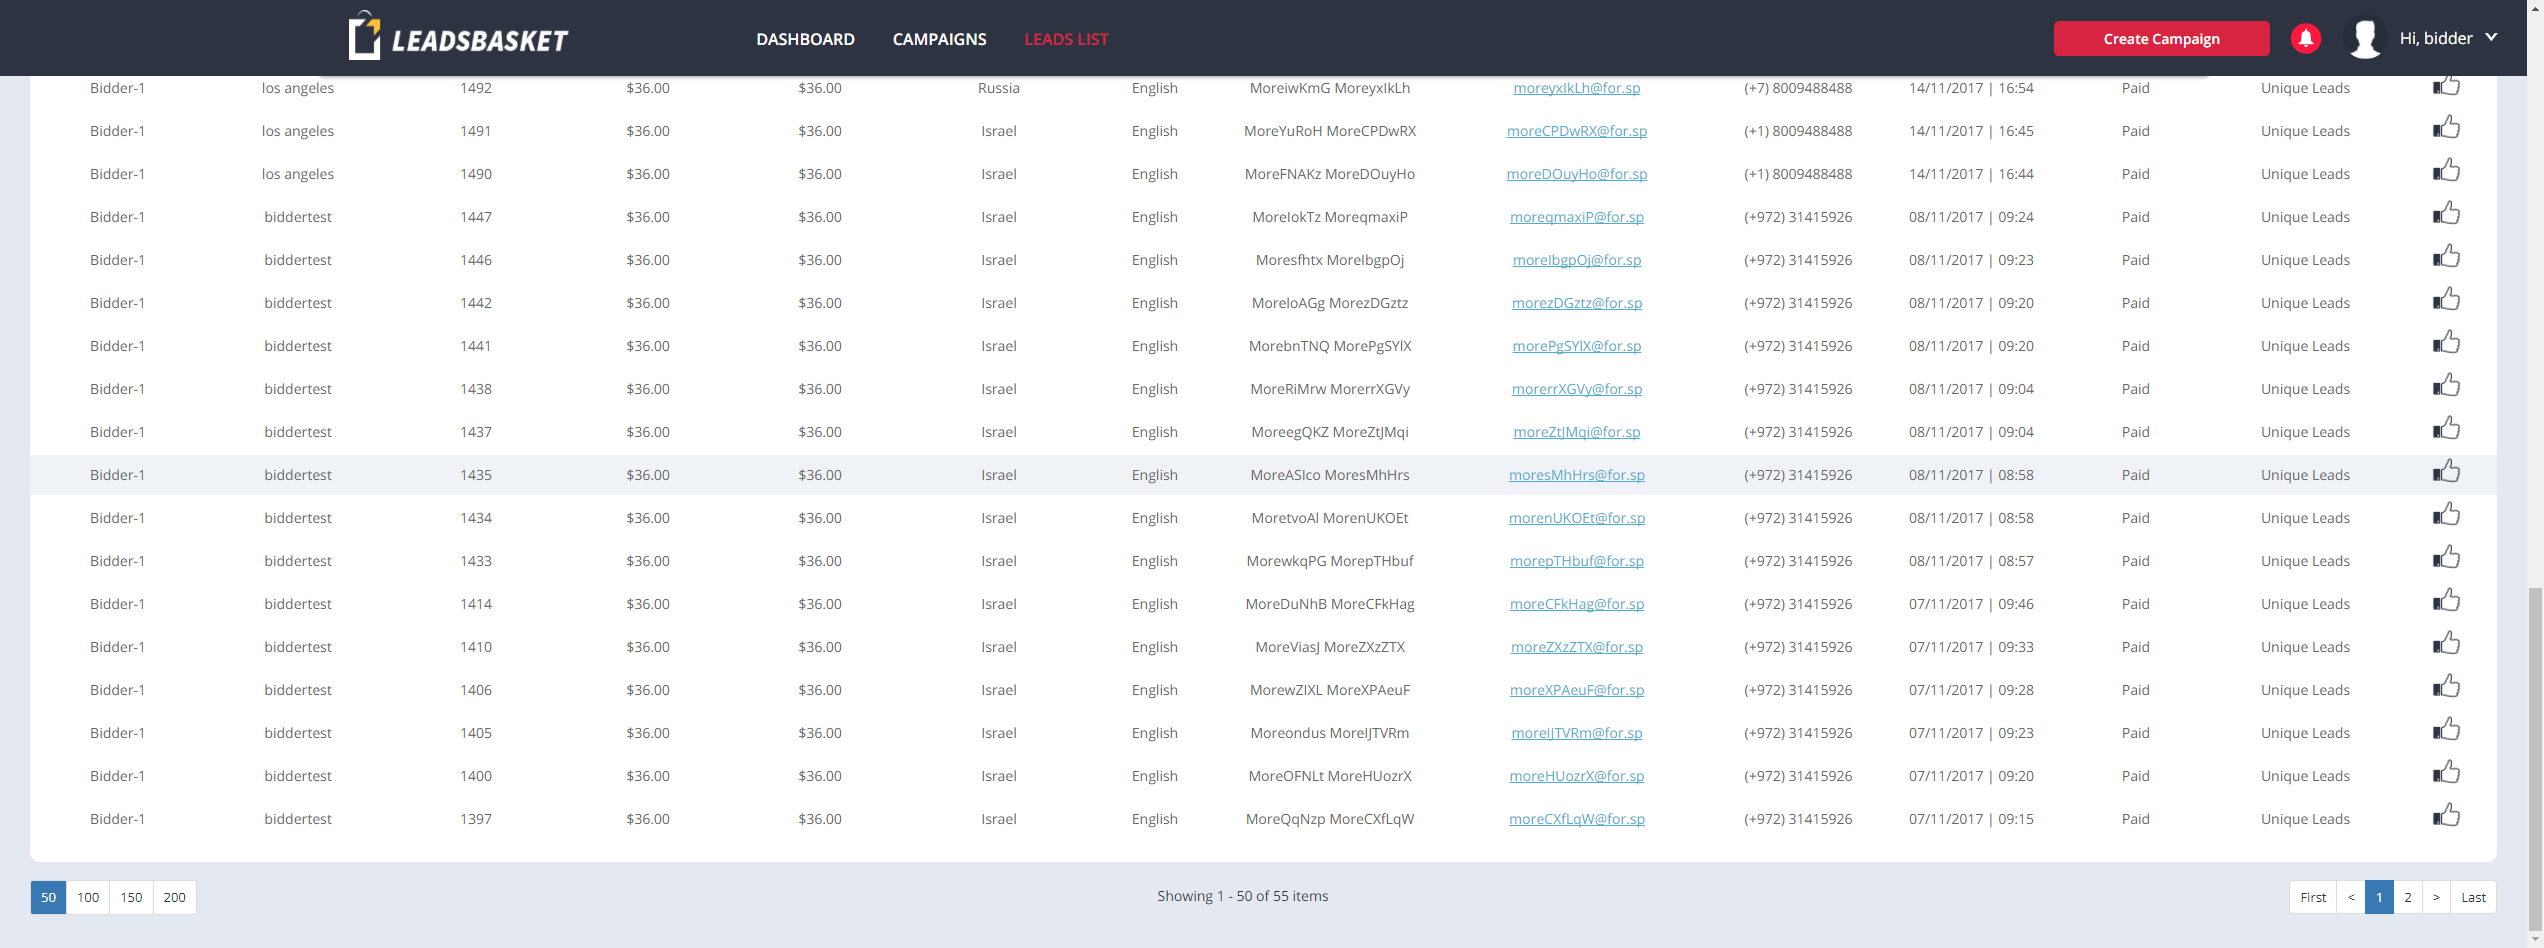 LEADSBASKET DASHBOARD CAMPAIGNS LEADS LIST Create Campaign Hi, bidder
Bidder-1 los angeles 1492 $36.00 $36.00 Russia English MoreiwKmG MoreyxIkLh moreyxIkLh@for.sp (+7) 8009488488 14/11/2017 | 16:54 Paid Unique Leads
Bidder-1 los angeles 1491 $36.00 $36.00 Israel English MoreYuRoH MoreCPDwRX moreCPDwRX@for.sp (+1) 8009488488 14/11/2017 | 16:45 Paid Unique Leads
Bidder-1 los angeles 1490 $36.00 $36.00 Israel English MoreFNAKz MoreDOuyHo moreDOuyHo@for.sp (+1) 8009488488 14/11/2017 | 16:44 Paid Unique Leads
Bidder-1 biddertest 1447 $36.00 $36.00 Israel English MoreIokTz MoreqmaxiP moreqmaxiP@for.sp (+972) 31415926 08/11/2017 | 09:24 Paid Unique Leads
Bidder-1 biddertest 1446 $36.00 $36.00 Israel English Moresfhtx MoreIbgpOj moreIbgpOj@for.sp (+972) 31415926 08/11/2017 | 09:23 Paid Unique Leads
Bidder-1 biddertest 1442 $36.00 $36.00 Israel English MoreloAGg MorezDGztz morezDGztz@for.sp (+972) 31415926 08/11/2017 | 09:20 Paid Unique Leads
Bidder-1 biddertest 1441 $36.00 $36.00 Israel English MorebnTNQ MorePgSYlX morePgSYlX@for.sp (+972) 31415926 08/11/2017 | 09:20 Paid Unique Leads
Bidder-1 biddertest 1438 $36.00 $36.00 Israel English MoreRiMrw MorerrXGVy morerrXGVy@for.sp (+972) 31415926 08/11/2017 | 09:04 Paid Unique Leads
Bidder-1 biddertest 1437 $36.00 $36.00 Israel English MoreegQKZ MoreZtJMqi moreZtJMqi@for.sp (+972) 31415926 08/11/2017 | 09:04 Paid Unique Leads
Bidder-1 biddertest 1435 $36.00 $36.00 Israel English MoreASIco MoresMhHrs moresMhHrs@for.sp (+972) 31415926 08/11/2017 | 08:58 Paid Unique Leads
Bidder-1 biddertest 1434 $36.00 $36.00 Israel English MoretvoAl MorenUKOEt morenUKOEt@for.sp (+972) 31415926 08/11/2017 | 08:58 Paid Unique Leads
Bidder-1 biddertest 1433 $36.00 $36.00 Israel English MorewkqPG MorepTHbuf morepTHbuf@for.sp (+972) 31415926 08/11/2017 | 08:57 Paid Unique Leads
Bidder-1 biddertest 1414 $36.00 $36.00 Israel English MoreDuNhB MoreCFkHag moreCFkHag@for.sp (+972) 31415926 07/11/2017 | 09:46 Paid Unique Leads
Bidder-1 biddertest 1410 $36.00 $36.00 Israel English MoreViasJ MoreZXzZTX moreZXzZTX@for.sp (+972) 31415926 07/11/2017 | 09:33 Paid Unique Leads
Bidder-1 biddertest 1406 $36.00 $36.00 Israel English MorewZIXL MoreXPAeuF moreXPAeuF@for.sp (+972) 31415926 07/11/2017 | 09:28 Paid Unique Leads
Bidder-1 biddertest 1405 $36.00 $36.00 Israel English Moreondus MoreIJTVRm moreIJTVRm@for.sp (+972) 31415926 07/11/2017 | 09:23 Paid Unique Leads
Bidder-1 biddertest 1400 $36.00 $36.00 Israel English MoreOFNLt MoreHUozrX moreHUozrX@for.sp (+972) 31415926 07/11/2017 | 09:20 Paid Unique Leads
Bidder-1 biddertest 1397 $36.00 $36.00 Israel English MoreQqNzp MoreCXfLqW moreCXfLqW@for.sp (+972) 31415926 07/11/2017 | 09:15 Paid Unique Leads
50 100 150 200 Showing 1 - 50 of 55 items First < 1 2 > Last